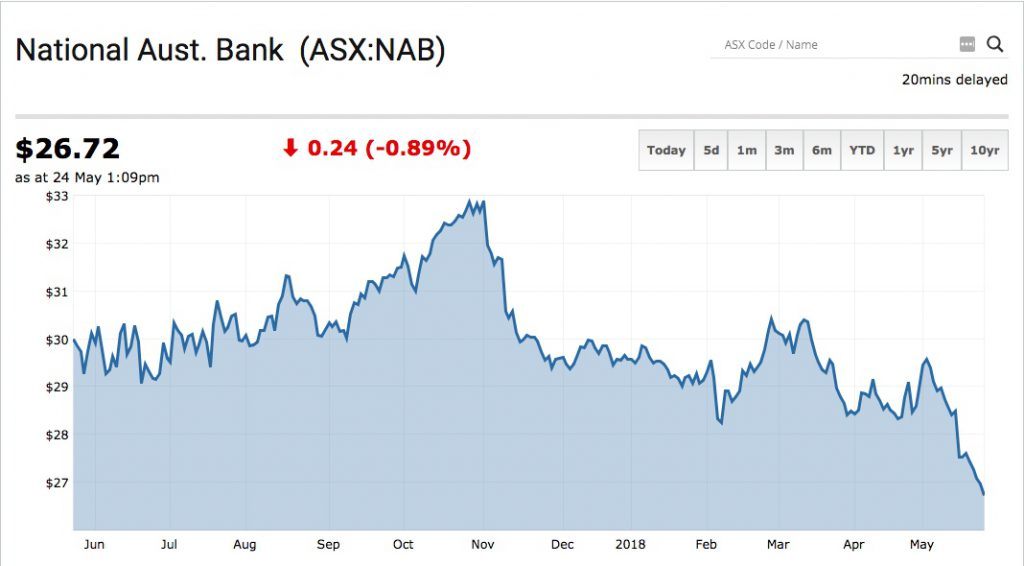 National Aust. Bank (ASX:NAB)
ASX Code / Name
20mins delayed
$26.72
0.24 (-0.89%)
Today 5d 1m 3m 6m YTD 1yr 5yr 10yr
as at 24 May 1:09pm
$33
$32
$31
$30
$29
$28
$27
Jun Jul Aug Sep Oct Nov Dec 2018 Feb Mar Apr May